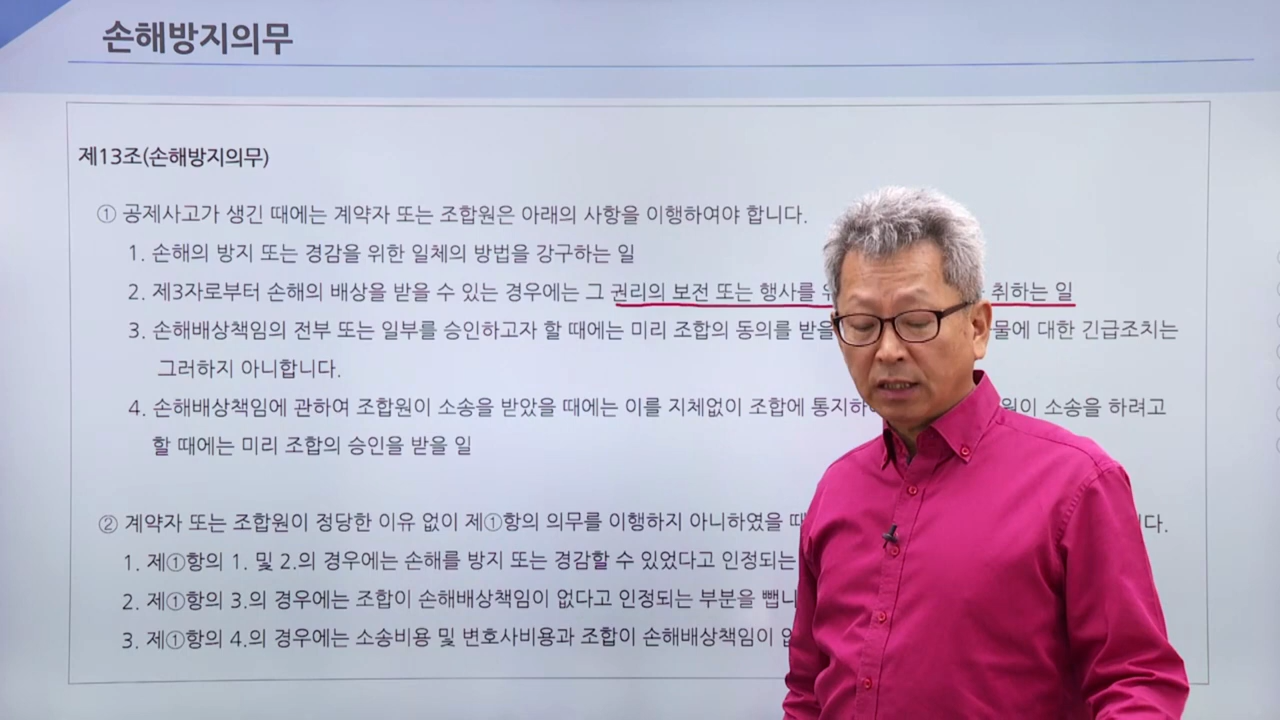 손해방지의무
제13조(손해방지의무)
① 공제사고가 생긴 때에는 계약자 또는 조합원은 아래의 사항을 이행하여야 합니다.
1. 손해의 방지 또는 경감을 위한 일체의 방법을 강구하는 일
2. 제3자로부터 손해의 배상을 받을 수 있는 경우에는 그 권리의 보전 또는 행사를 취하는 일
3. 손해배상책임의 전부 또는 일부를 승인하고자 할 때에는 미리 조합의 동의를 받을 물에 대한 긴급조치는
그러하지 아니합니다.
4. 손해배상책임에 관하여 조합원이 소송을 받았을 때에는 이를 지체없이 조합에 통지하 원이 소송을 하려고
할 때에는 미리 조합의 승인을 받을 일
② 계약자 또는 조합원이 정당한 이유 없이 제①항의 의무를 이행하지 아니하였을 다.
1. 제①항의 1. 및 2.의 경우에는 손해를 방지 또는 경감할 수 있었다고 인정되는
2. 제①항의 3.의 경우에는 조합이 손해배상책임이 없다고 인정되는 부분을 뺍니
3. 제①항의 4.의 경우에는 소송비용 및 변호사비용과 조합이 손해배상책임이